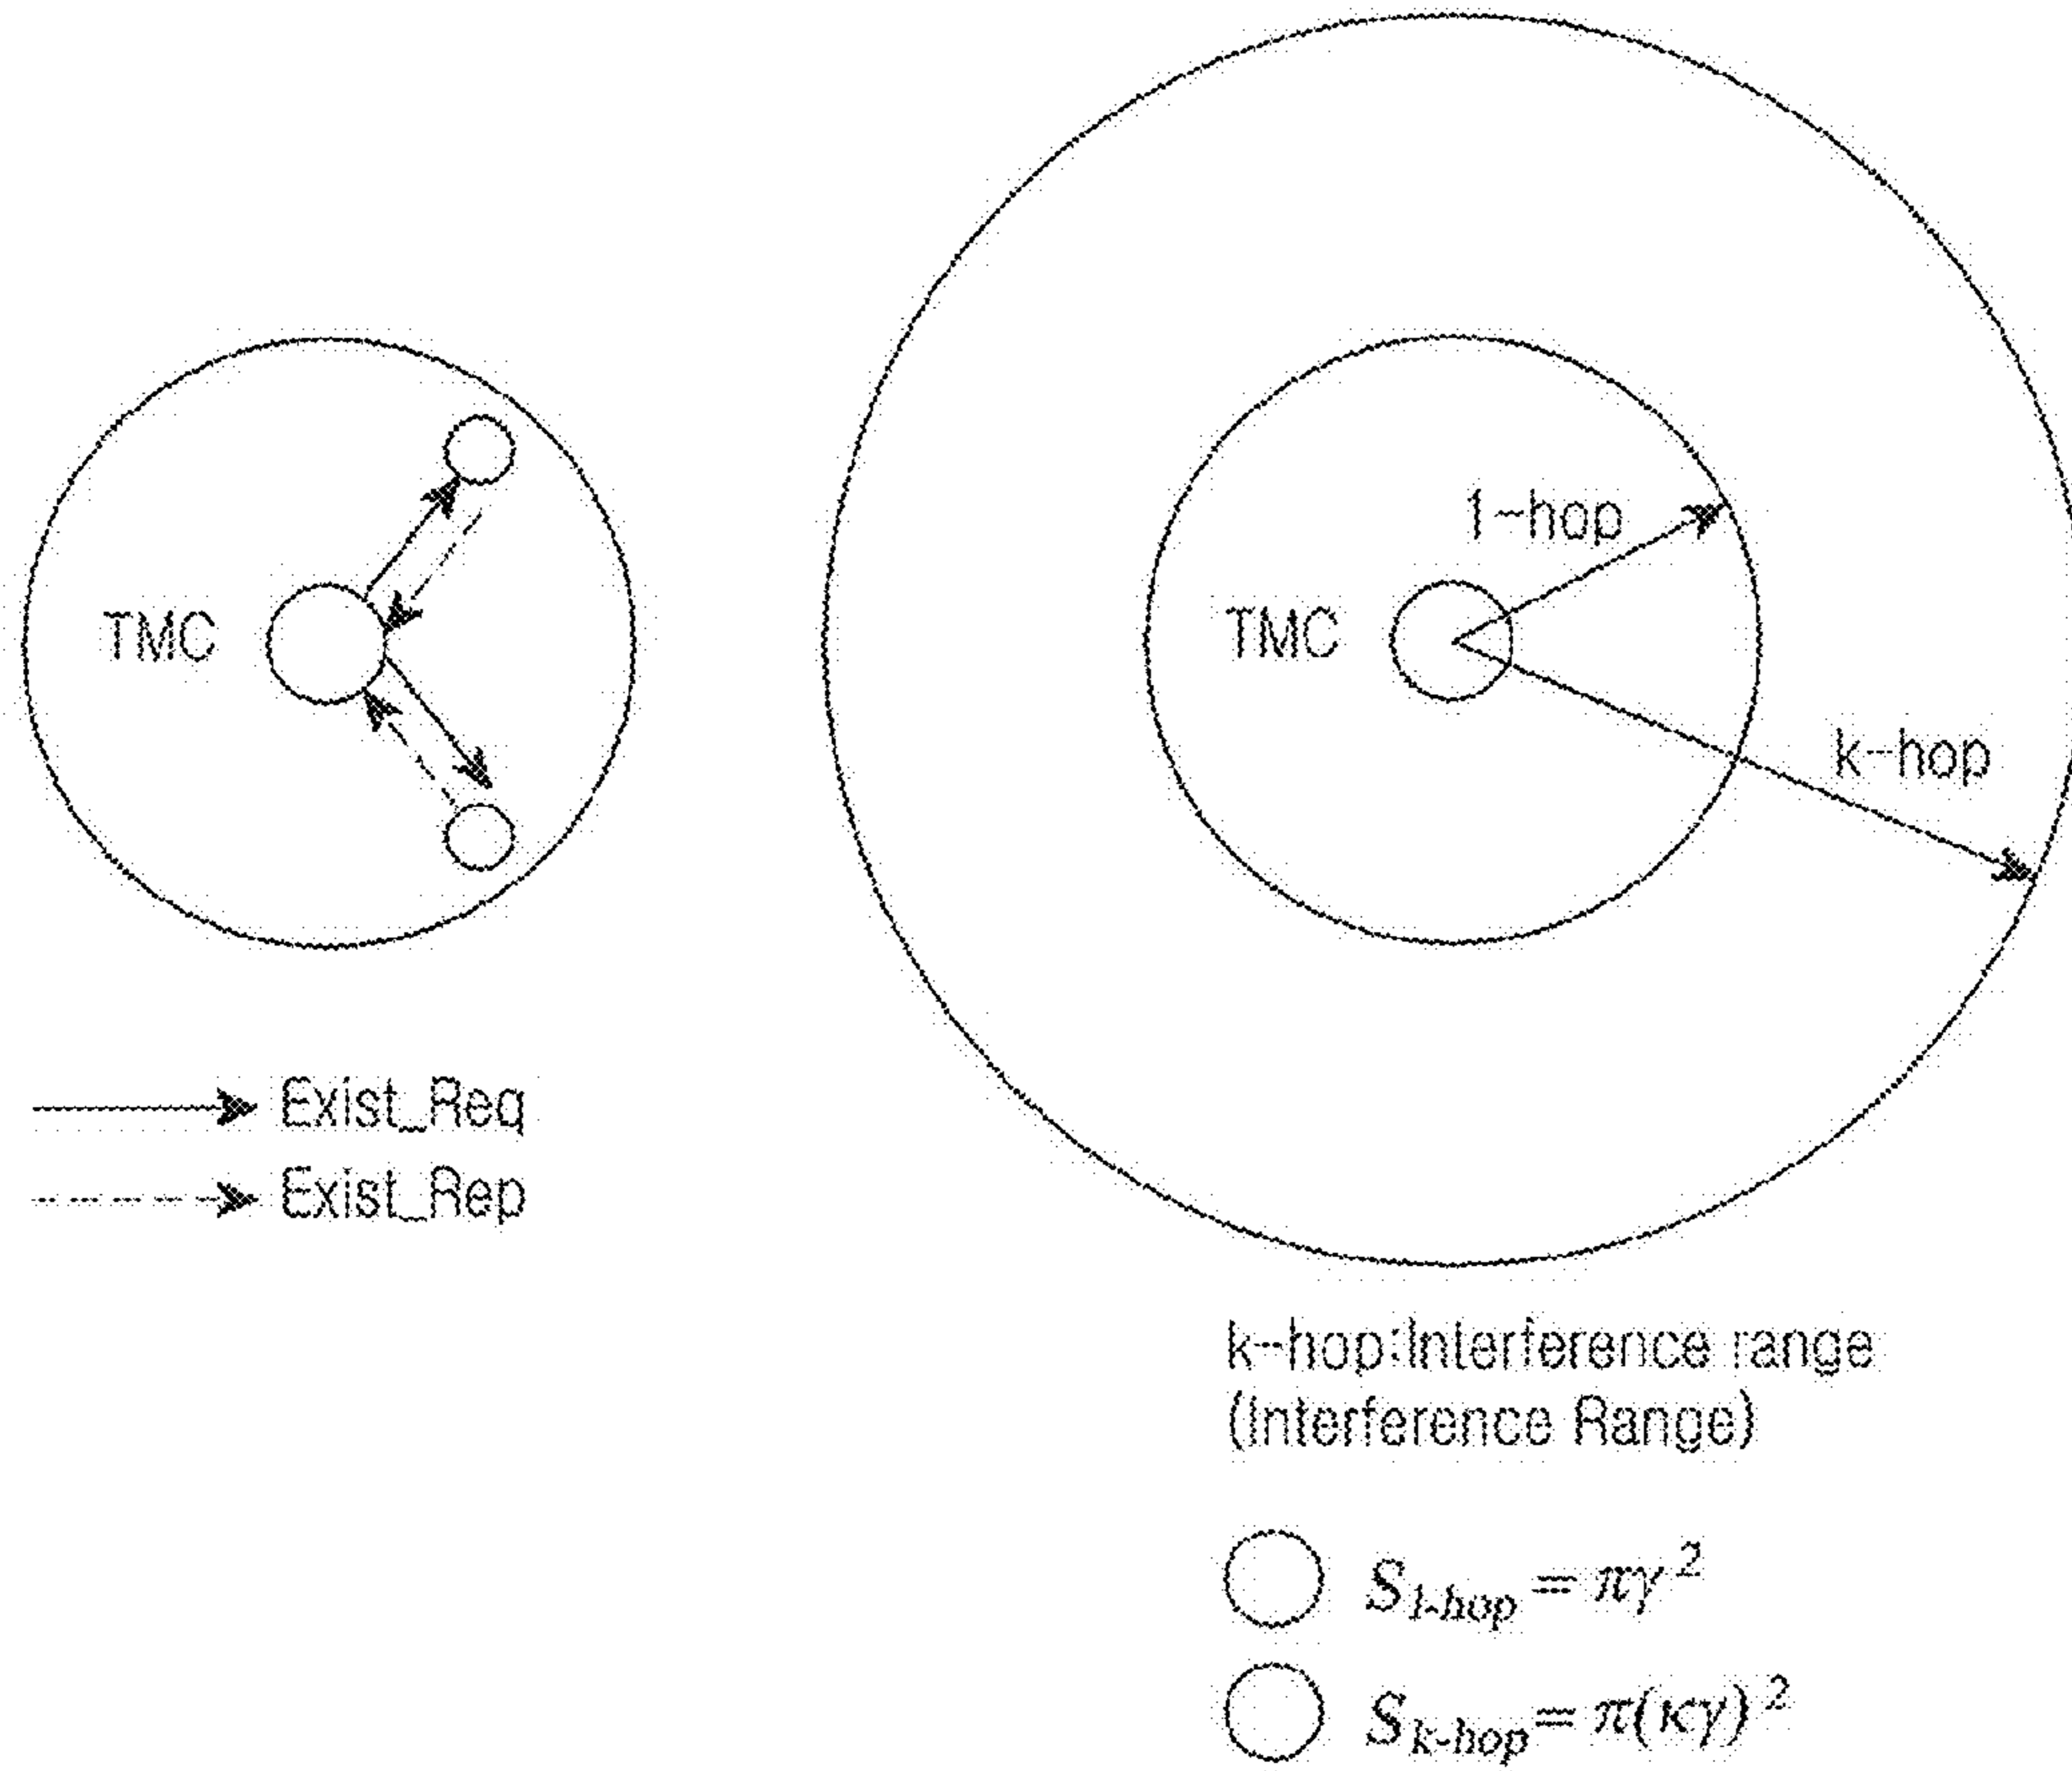 TMC
Exist_Req
Exist_Rep
1-hop
TMC
k-hop
k-hop:Interference range
(Interference Range)
S1-hop = πγ2
Sk-hop = π(κγ)2